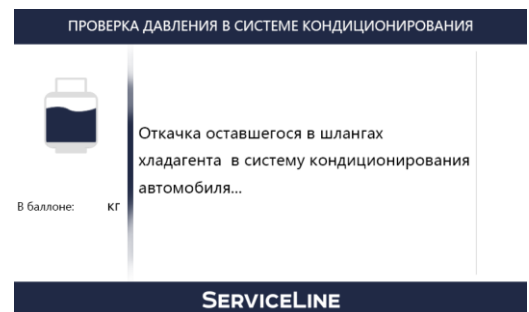 ПРОВЕРКА ДАВЛЕНИЯ В СИСТЕМЕ КОНДИЦИОНИРОВАНИЯ
Откачка оставшегося в шлангах
хладагента в систему кондиционирования
автомобиля...
В баллоне: кг
SERVICELINE